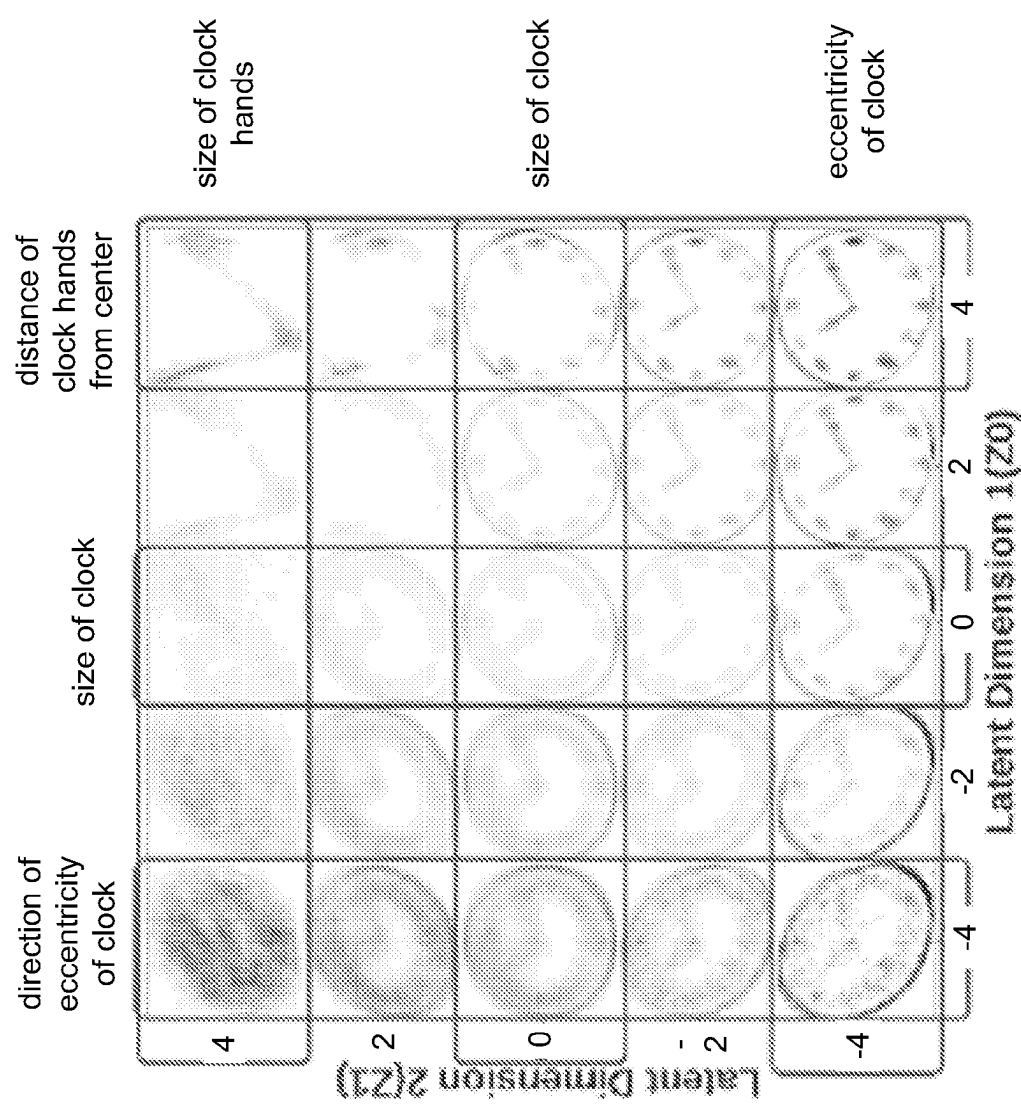 direction of
eccentricity
of clock
size of clock
distance of
clock hands
from center
size of clock
hands
size of clock
eccentricity
of clock
4
2
0
-
2
-4
Latent Dimension 2(Z1)
-4
-2
0
2
4
Latent Dimension 1(Z0)